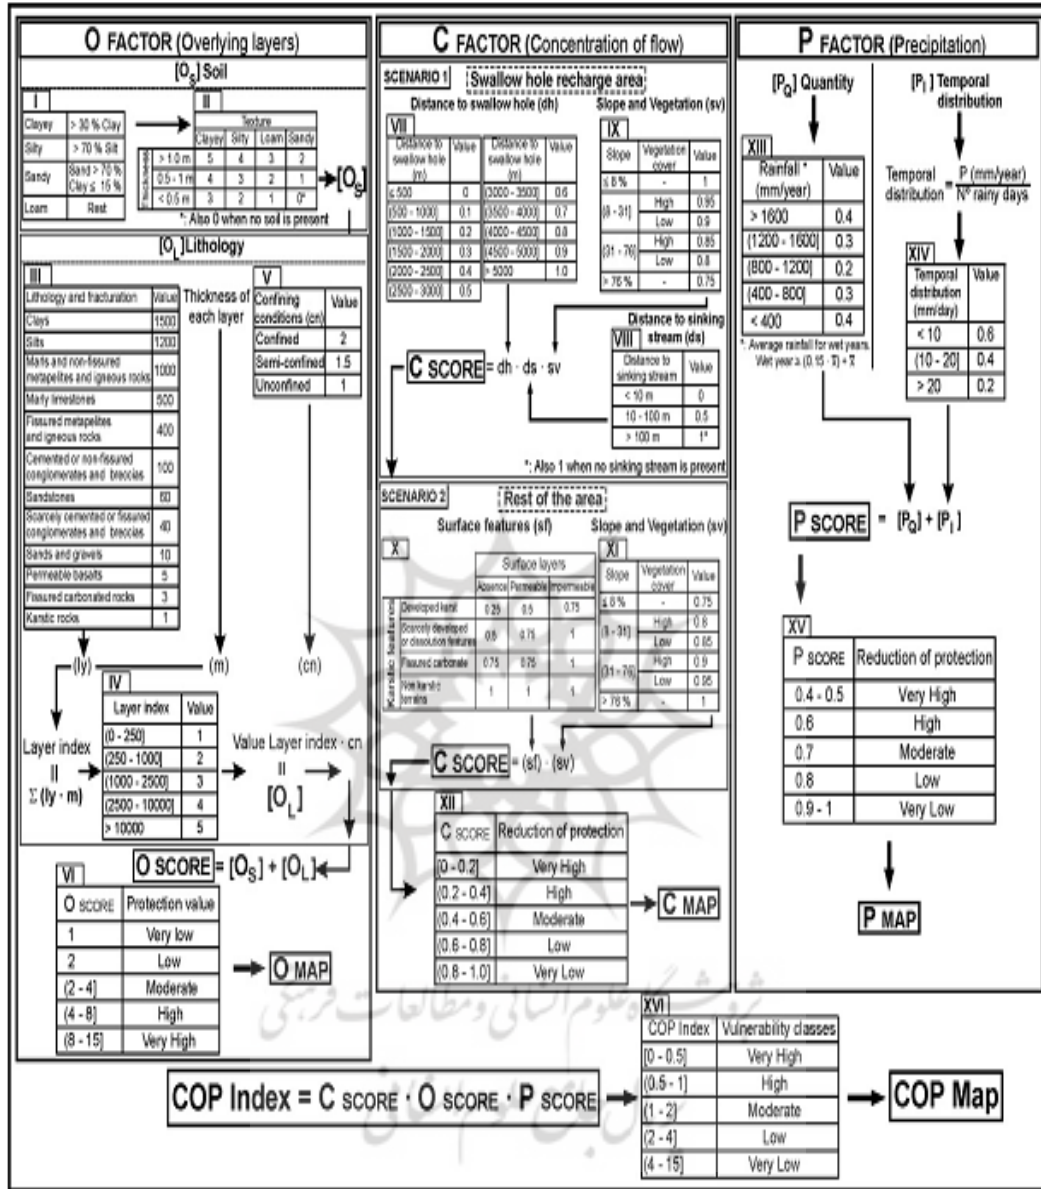 O FACTOR (Overlying layers)
[Os] Soil
I
Clayey > 30 % Clay
Silty > 70 % Silt
Sandy Sand > 70 % Clay ≤ 15 %
Loam Rest
II
Texture
Clayey Silty Loam Sandy
Thickness
> 1.0 m 5 4 3 2
0.5 - 1 m 4 3 2 1
< 0.5 m 3 2 1 0*
[Os]
*: Also 0 when no soil is present
[OL] Lithology
III
Lithology and fracturation Value
Clays 1500
Silts 1200
Marls and non-fissured metapelites and igneous rocks 1000
Marly limestones 500
Fissured metapelites and igneous rocks 400
Cemented or non-fissured conglomerates and breccies 100
Sandstones 60
Scarcely cemented or fissured conglomerates and breccies 40
Sands and gravels 10
Permeable basalts 5
Fissured carbonated rocks 3
Karstic rocks 1
Thickness of each layer
V
Confining conditions (cn) Value
Confined 2
Semi-confined 1.5
Unconfined 1
(ly) (m) (cn)
IV
Layer index Value
(0 - 250] 1
(250 - 1000] 2
(1000 - 2500] 3
(2500 - 10000] 4
> 10000 5
Layer index
||
Σ (ly · m)
Value Layer index · cn
||
[OL]
O SCORE = [Os] + [OL]
VI
O SCORE Protection value
1 Very low
2 Low
(2 - 4] Moderate
(4 - 8] High
(8 - 15] Very High
O MAP
C FACTOR (Concentration of flow)
SCENARIO 1 Swallow hole recharge area
Distance to swallow hole (dh)
VII
Distance to swallow hole (m) Value Distance to swallow hole (m) Value
≤ 500 0 (3000 - 3500] 0.6
(500 - 1000] 0.1 (3500 - 4000] 0.7
(1000 - 1500] 0.2 (4000 - 4500] 0.8
(1500 - 2000] 0.3 (4500 - 5000] 0.9
(2000 - 2500] 0.4 > 5000 1.0
(2500 - 3000] 0.5
Slope and Vegetation (sv)
IX
Slope Vegetation cover Value
≤ 8 % - 1
(8 - 31] High 0.95
Low 0.9
(31 - 76] High 0.85
Low 0.8
> 76 % - 0.75
Distance to sinking stream (ds)
VIII
Distance to sinking stream Value
< 10 m 0
10 - 100 m 0.5
> 100 m 1*
C SCORE = dh · ds · sv
*: Also 1 when no sinking stream is present
SCENARIO 2 Rest of the area
Surface features (sf)
X
Surface layers
Absence Permeable Impermeable
Karstic features
Developed karst 0.25 0.5 0.75
Scarcely developed or dissolution features 0.5 0.75 1
Fissured carbonate 0.75 0.75 1
Non karstic terrains 1 1 1
Slope and Vegetation (sv)
XI
Slope Vegetation cover Value
≤ 8 % - 0.75
(8 - 31] High 0.8
Low 0.85
(31 - 76] High 0.9
Low 0.95
> 76 % - 1
C SCORE = (sf) · (sv)
XII
C SCORE Reduction of protection
[0 - 0.2] Very High
(0.2 - 0.4] High
(0.4 - 0.6] Moderate
(0.6 - 0.8] Low
(0.8 - 1.0] Very Low
C MAP
P FACTOR (Precipitation)
[PQ] Quantity
XIII
Rainfall * (mm/year) Value
> 1600 0.4
(1200 - 1600] 0.3
(800 - 1200] 0.2
(400 - 800] 0.3
< 400 0.4
*: Average rainfall for wet years.
Wet year ≥ (0.15 · x̄) + x̄
[PI] Temporal distribution
Temporal distribution = P (mm/year) / Nº rainy days
XIV
Temporal distribution (mm/day) Value
< 10 0.6
(10 - 20] 0.4
> 20 0.2
P SCORE = [PQ] + [PI]
XV
P SCORE Reduction of protection
0.4 - 0.5 Very High
0.6 High
0.7 Moderate
0.8 Low
0.9 - 1 Very Low
P MAP
پژوهشگاه علوم انسانی و مطالعات فرهنگی
پرتال جامع علوم انسانی
COP Index = C SCORE · O SCORE · P SCORE
XVI
COP Index Vulnerability classes
[0 - 0.5] Very High
(0.5 - 1] High
(1 - 2] Moderate
(2 - 4] Low
(4 - 15] Very Low
COP Map